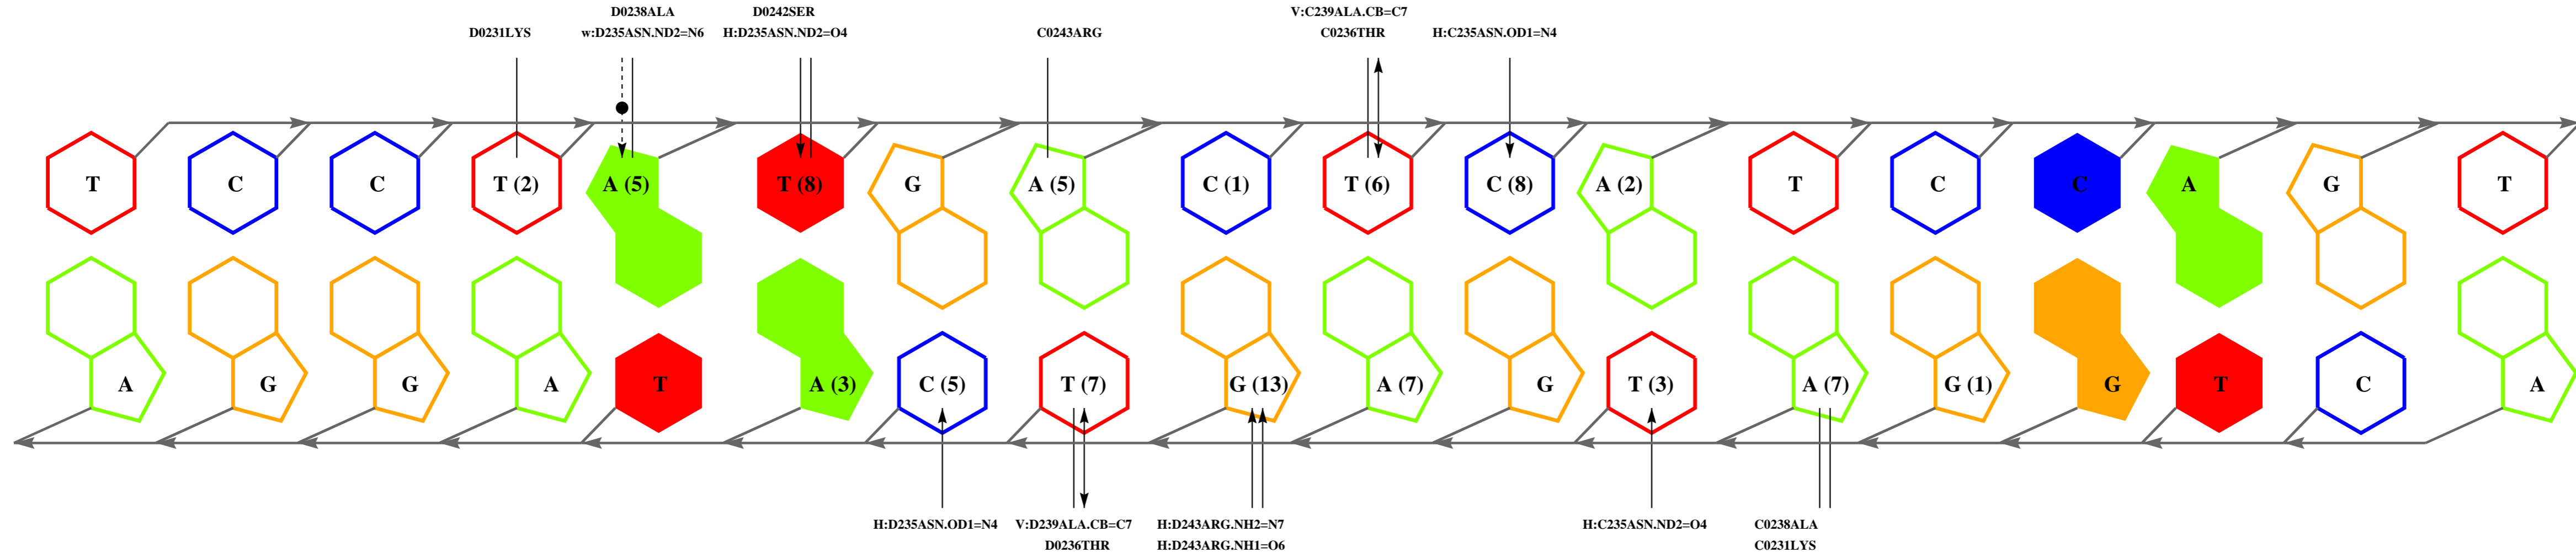 D0238ALA D0242SER V:C239ALA.CB=C7
D0231LYS w:D235ASN.ND2=N6 H:D235ASN.ND2=O4 C0243ARG C0236THR H:C235ASN.OD1=N4
T C C T (2) A (5) T (8) G A (5) C (1) T (6) C (8) A (2) T C C A G T
A G G A T A (3) C (5) T (7) G (13) A (7) G T (3) A (7) G (1) G T C A
H:D235ASN.OD1=N4 V:D239ALA.CB=C7 H:D243ARG.NH2=N7 H:C235ASN.ND2=O4 C0238ALA
D0236THR H:D243ARG.NH1=O6 C0231LYS